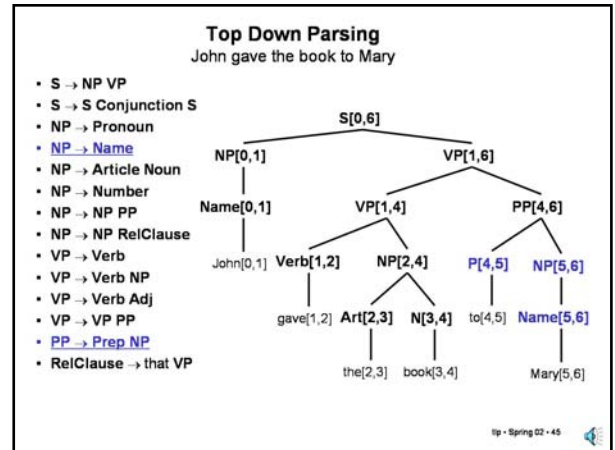 Top Down Parsing
John gave the book to Mary
▪ S → NP VP
▪ S → S Conjunction S
▪ NP → Pronoun
▪ NP → Name
▪ NP → Article Noun
▪ NP → Number
▪ NP → NP PP
▪ NP → NP RelClause
▪ VP → Verb
▪ VP → Verb NP
▪ VP → Verb Adj
▪ VP → VP PP
▪ PP → Prep NP
▪ RelClause → that VP
S[0,6]
NP[0,1] VP[1,6]
Name[0,1] VP[1,4] PP[4,6]
John[0,1] Verb[1,2] NP[2,4] P[4,5] NP[5,6]
gave[1,2] Art[2,3] N[3,4] to[4,5] Name[5,6]
the[2,3] book[3,4] Mary[5,6]
tlp • Spring 02 • 45